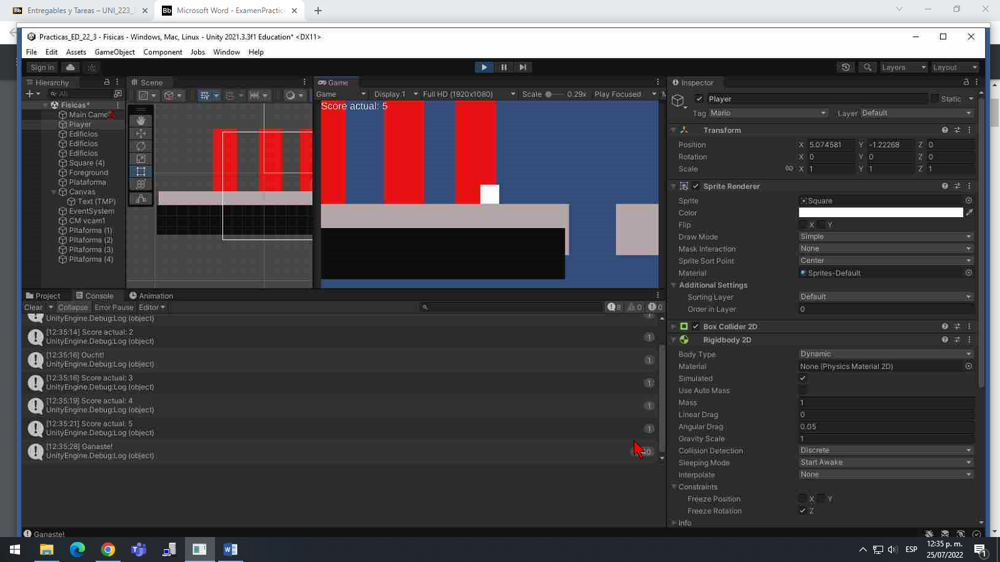 Entregables y Tareas – UNI_223_3
Microsoft Word - ExamenPractico
Practicas_ED_22_3 - Fisicas - Windows, Mac, Linux - Unity 2021.3.3f1 Education* <DX11>
File Edit Assets GameObject Component Jobs Window Help
Sign in
Layers
Layout
Hierarchy
All
Fisicas*
Main Came
Player
Edificios
Edificios
Edificios
Square (4)
Foreground
Plataforma
Canvas
Text (TMP)
EventSystem
CM vcam1
Pltaforma (1)
Pltaforma (2)
Pltaforma (3)
Pltaforma (4)
Scene
Game
Game Display 1 Full HD (1920x1080) Scale 0.29x Play Focused M
Score actual: 5
Project Console Animation
Clear Collapse Error Pause Editor
8 0 0
UnityEngine.Debug:Log (object)
1
[12:35:14] Score actual: 2
UnityEngine.Debug:Log (object)
1
[12:35:16] Oucht!
UnityEngine.Debug:Log (object)
1
[12:35:16] Score actual: 3
UnityEngine.Debug:Log (object)
1
[12:35:19] Score actual: 4
UnityEngine.Debug:Log (object)
1
[12:35:21] Score actual: 5
UnityEngine.Debug:Log (object)
1
[12:35:28] Ganaste!
UnityEngine.Debug:Log (object)
Ganaste!
Inspector
Player
Static
Tag Mario Layer Default
Transform
Position X 5.074581 Y -1.22268 Z 0
Rotation X 0 Y 0 Z 0
Scale X 1 Y 1 Z 1
Sprite Renderer
Sprite Square
Color
Flip X Y
Draw Mode Simple
Mask Interaction None
Sprite Sort Point Center
Material Sprites-Default
Additional Settings
Sorting Layer Default
Order in Layer 0
Box Collider 2D
Rigidbody 2D
Body Type Dynamic
Material None (Physics Material 2D)
Simulated
Use Auto Mass
Mass 1
Linear Drag 0
Angular Drag 0.05
Gravity Scale 1
Collision Detection Discrete
Sleeping Mode Start Awake
Interpolate None
Constraints
Freeze Position X Y
Freeze Rotation Z
Info
ESP
12:35 p. m.
25/07/2022
1